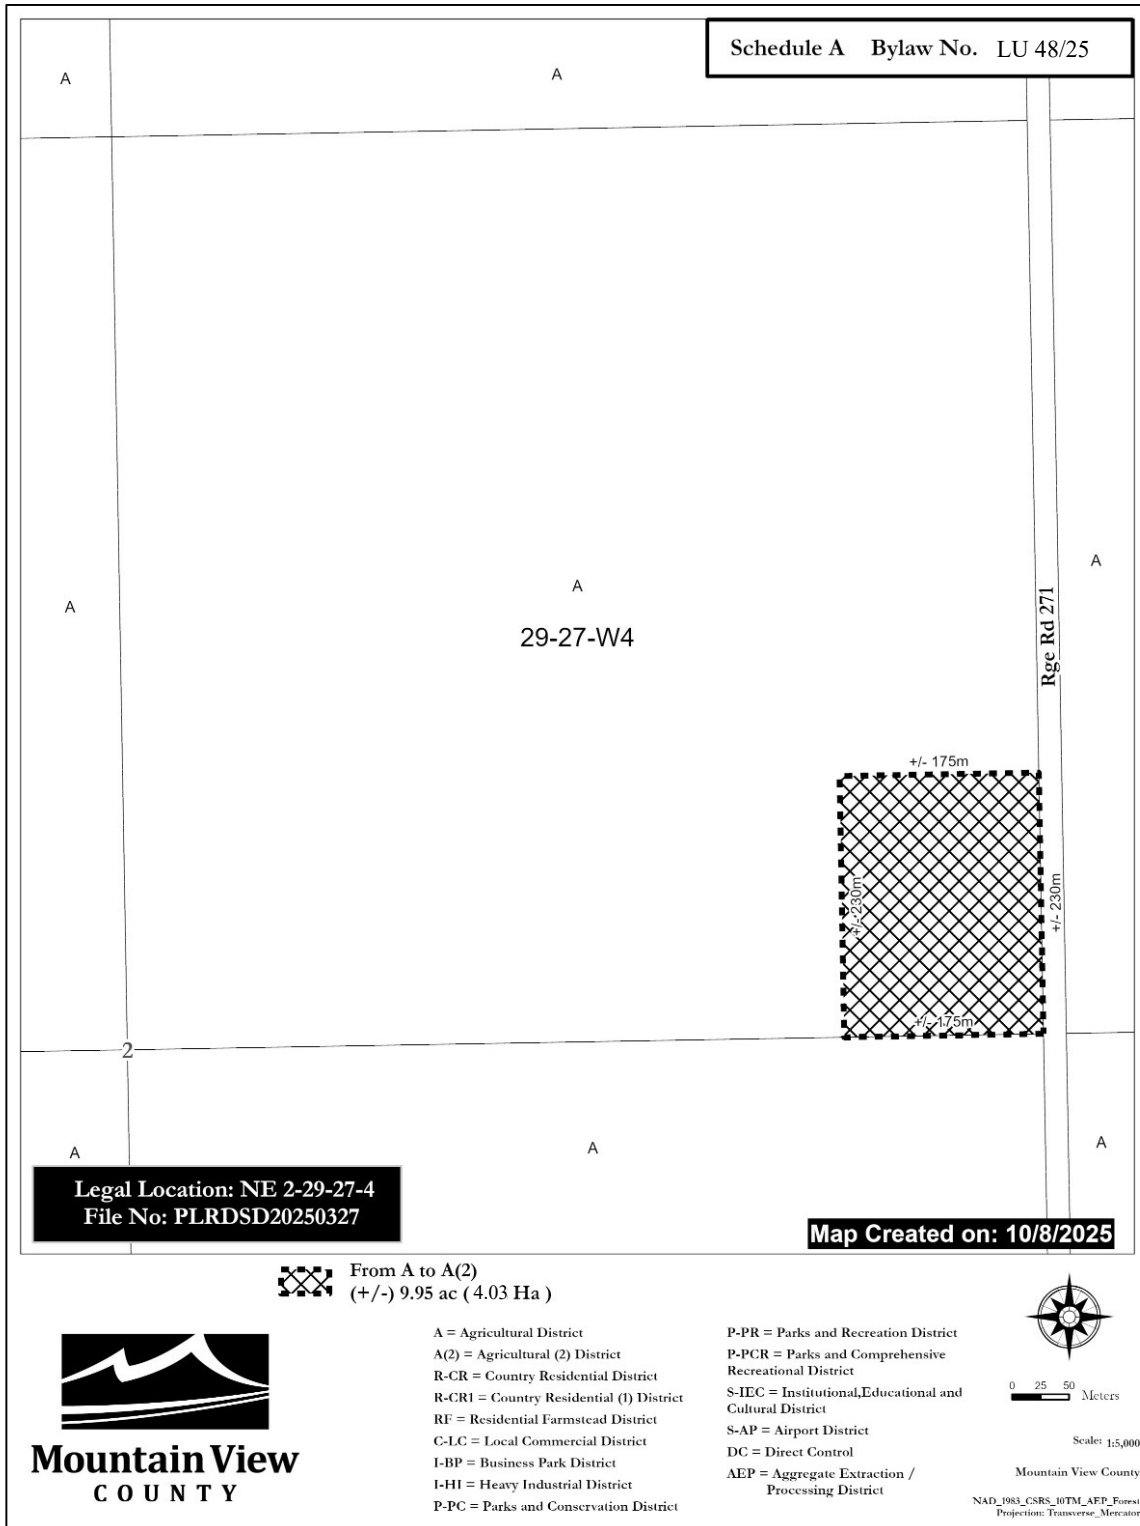 Schedule A Bylaw No. LU 48/25
A
A
A
A
A
29-27-W4
Rge Rd 271
+/- 175m
+/- 230m
+/- 230m
+/- 175m
2
A
A
A
Legal Location: NE 2-29-27-4
File No: PLRDSD20250327
Map Created on: 10/8/2025
From A to A(2)
(+/-) 9.95 ac ( 4.03 Ha )
Mountain View
COUNTY
A = Agricultural District
A(2) = Agricultural (2) District
R-CR = Country Residential District
R-CR1 = Country Residential (1) District
RF = Residential Farmstead District
C-LC = Local Commercial District
I-BP = Business Park District
I-HI = Heavy Industrial District
P-PC = Parks and Conservation District
P-PR = Parks and Recreation District
P-PCR = Parks and Comprehensive
Recreational District
S-IEC = Institutional,Educational and
Cultural District
S-AP = Airport District
DC = Direct Control
AEP = Aggregate Extraction /
Processing District
0 25 50 Meters
Scale: 1:5,000
Mountain View County
NAD_1983_CSRS_10TM_AEP_Forest
Projection: Transverse_Mercator